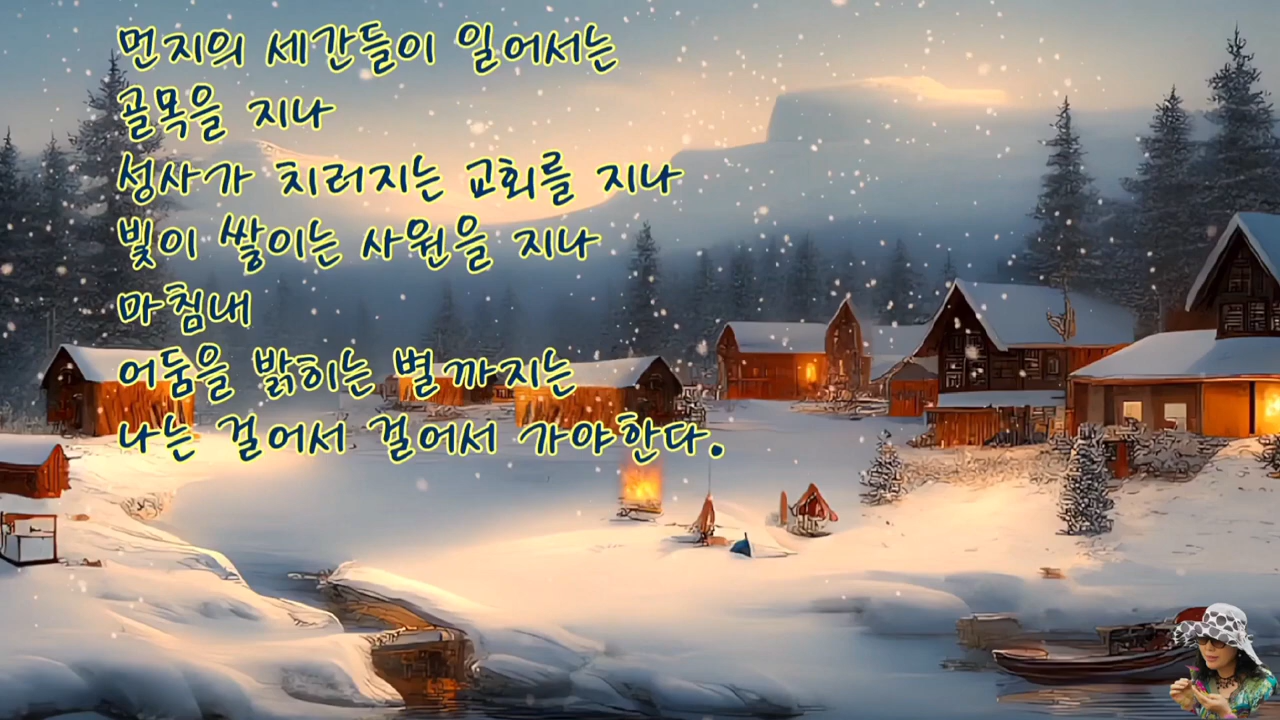 먼지의 세간들이 일어서는
골목을 지나
성사가 치러지는 교회를 지나
빛이 쌓이는 사원을 지나
마침내
어둠을 밝히는 별까지는
나는 걸어서 걸어서 가야한다.